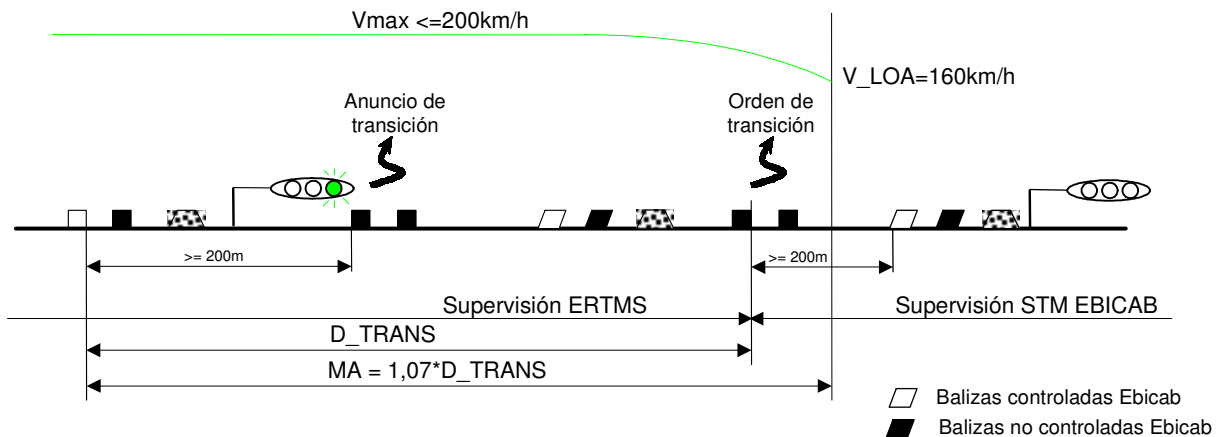 Vmax <=200km/h
V_LOA=160km/h
Anuncio de
transición
Orden de
transición
>= 200m
>= 200m
Supervisión ERTMS
Supervisión STM EBICAB
D_TRANS
MA = 1,07*D_TRANS
Balizas controladas Ebicab
Balizas no controladas Ebicab